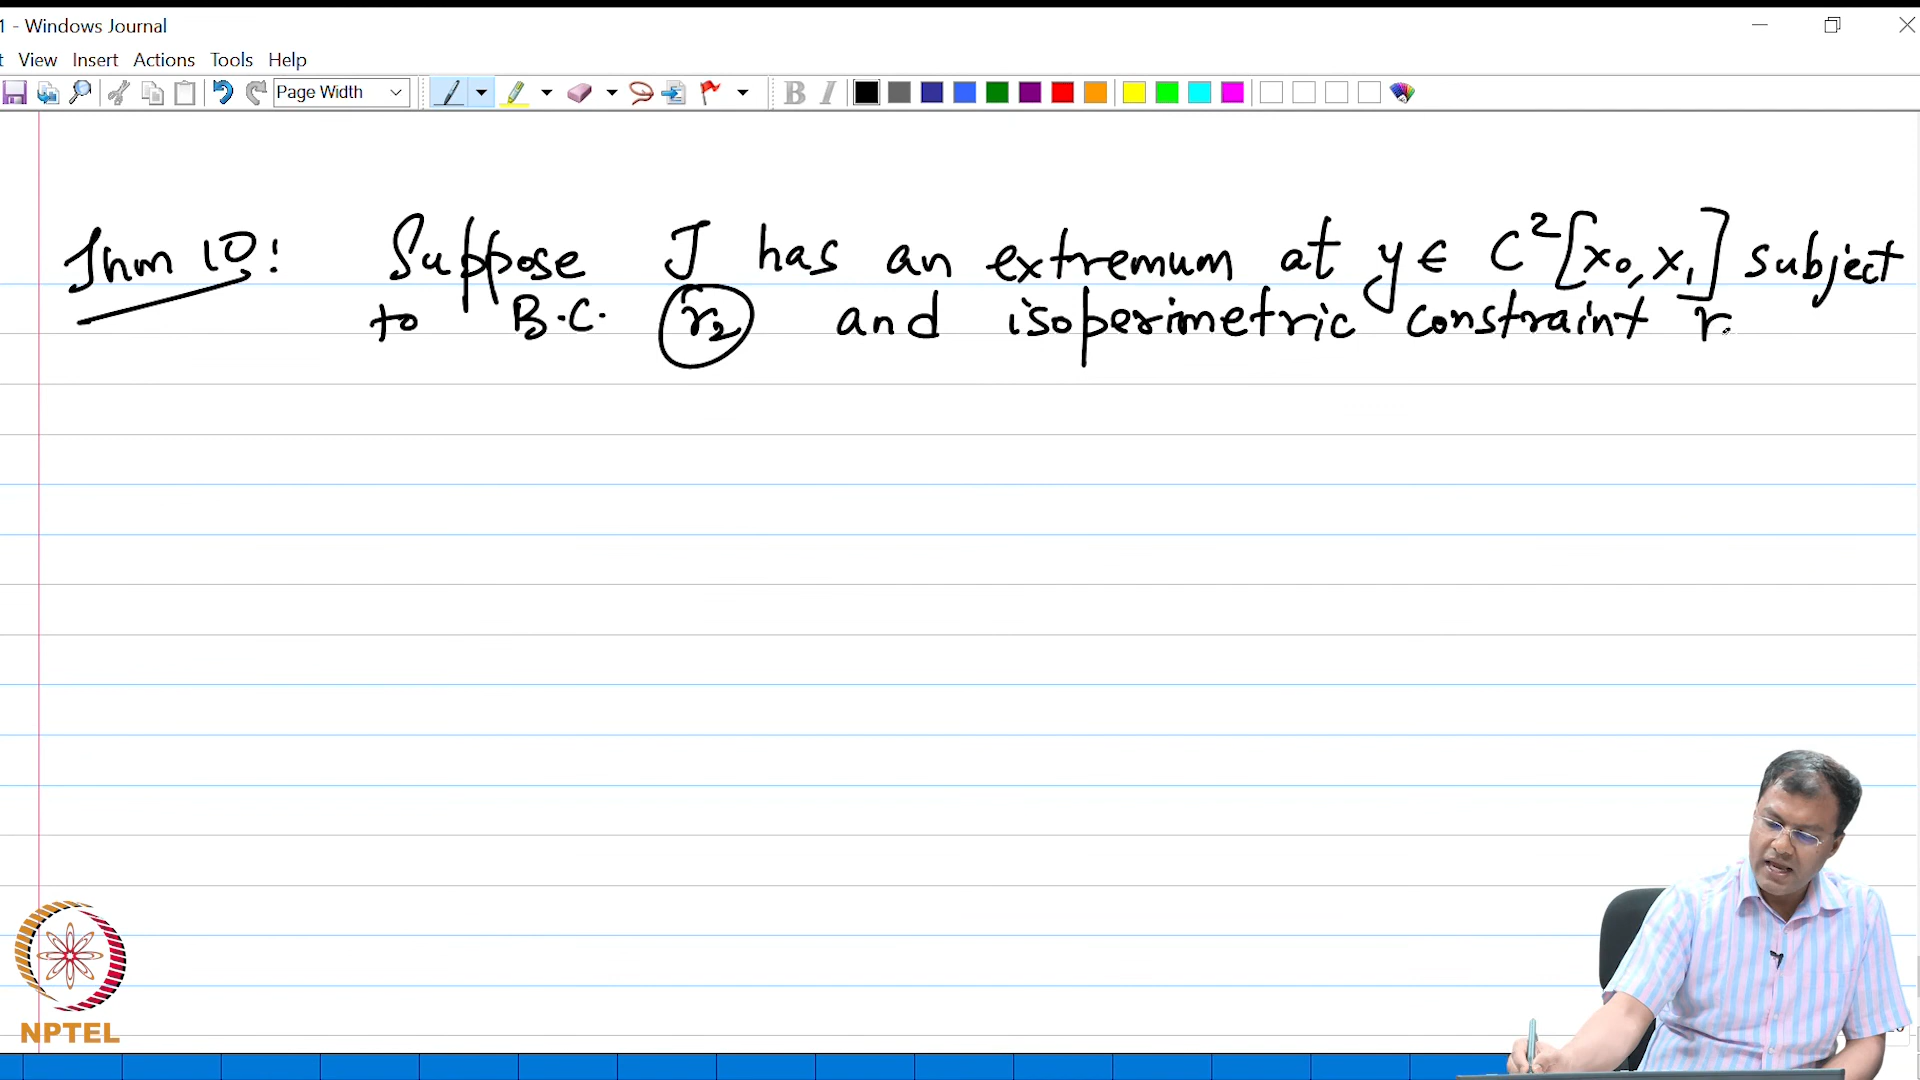 1 - Windows Journal
t View Insert Actions Tools Help
Page Width B I
Thm 10: Suppose J has an extremum at y ∈ C²[x₀, x₁] subject
to B.C. r₂ and isoperimetric constraint r
NPTEL